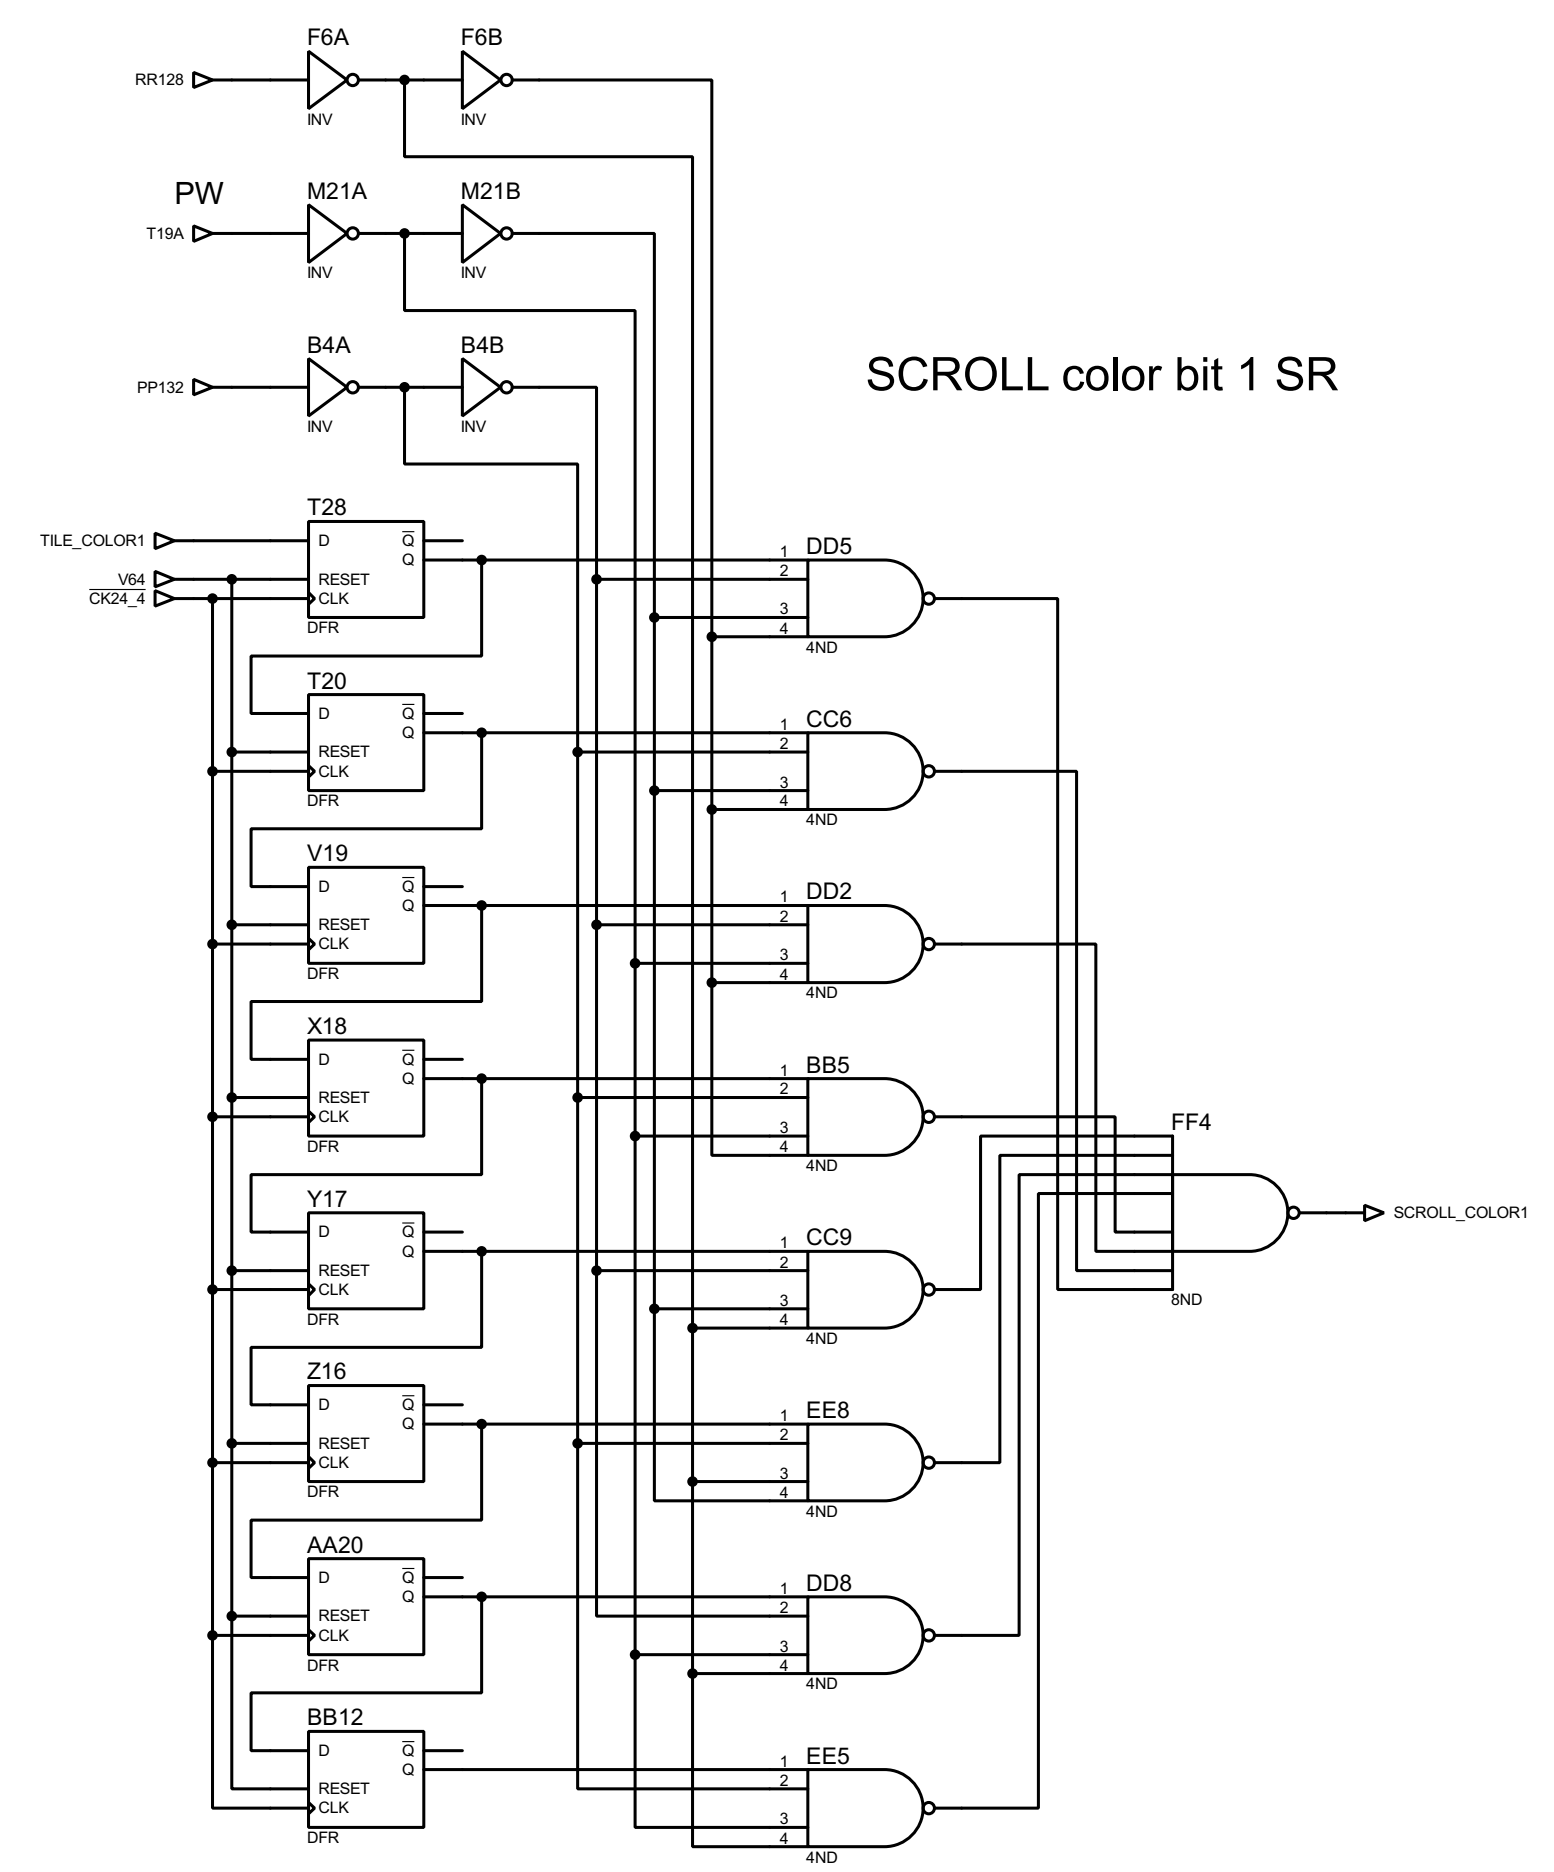 F6A F6B
RR128
INV INV
PW M21A M21B
T19A
INV INV
B4A B4B
SCROLL color bit 1 SR
PP132
INV INV
T28
TILE_COLOR1 D Q
Q 1 DD5
V64 RESET 2
CK24_4 CLK 3
DFR 4 4ND
T20
D Q
Q 1 CC6
RESET 2
CLK 3
DFR 4 4ND
V19
D Q
Q 1 DD2
RESET 2
CLK 3
DFR 4 4ND
X18
D Q
Q 1 BB5
RESET 2
CLK 3
FF4
DFR 4 4ND
Y17
D Q SCROLL_COLOR1
Q 1 CC9
RESET 2
CLK 3 8ND
DFR 4 4ND
Z16
D Q
Q 1 EE8
RESET 2
CLK 3
DFR 4 4ND
AA20
D Q
Q 1 DD8
RESET 2
CLK 3
DFR 4 4ND
BB12
D Q
Q 1 EE5
RESET 2
CLK 3
DFR 4 4ND